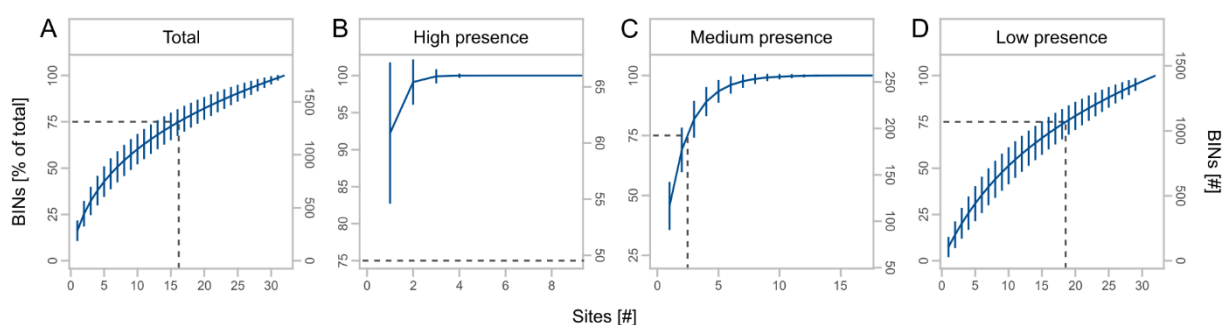 A
Total
B
High presence
C
Medium presence
D
Low presence
BINs [% of total]
100
75
50
25
0
15000
10000
5000
0
0 5 10 15 20 25 30
100
95
90
85
80
75
65
60
55
50
0 2 4 6 8
100
75
50
25
250
200
150
100
50
0 5 10 15
100
75
50
25
0
1500
1000
500
0
0 5 10 15 20 25 30
BINs [#]
Sites [#]